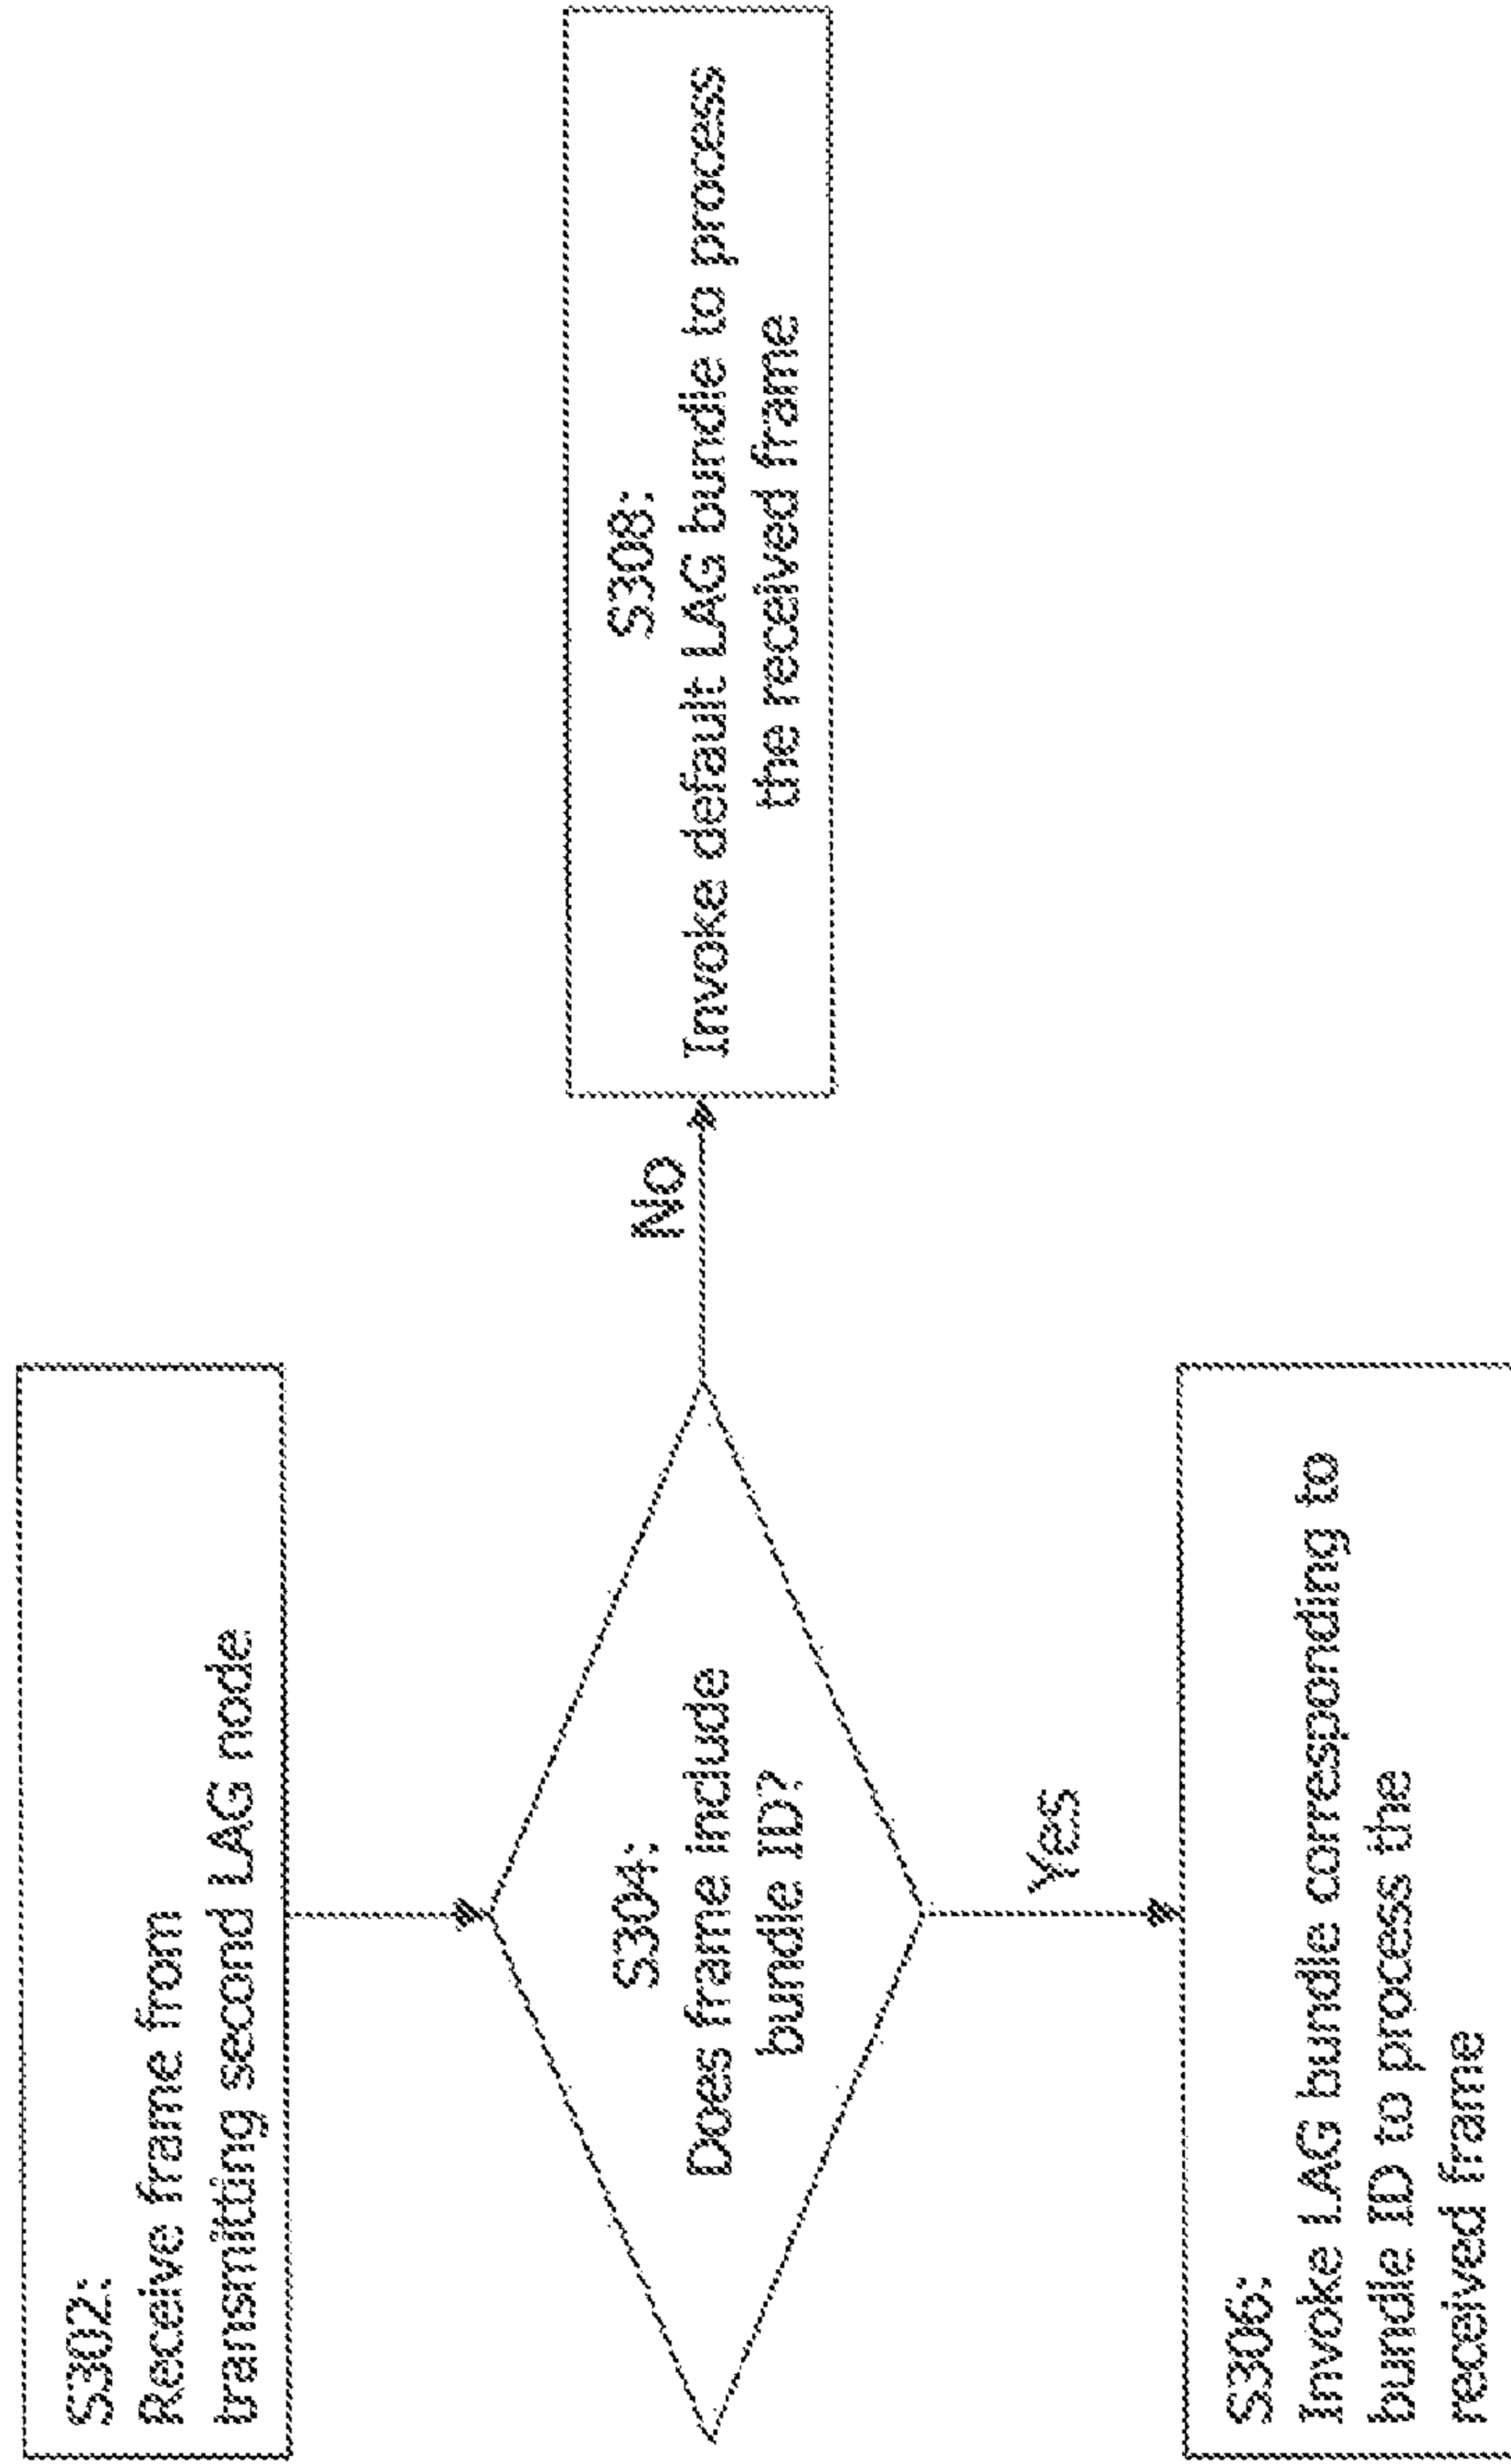 S302:
Receive frame from
transmitting second LAG node
S304:
Does frame include
bundle ID?
No
S308:
Invoke default LAG bundle to process
the received frame
Yes
S306:
Invoke LAG bundle corresponding to
bundle ID to process the
received frame